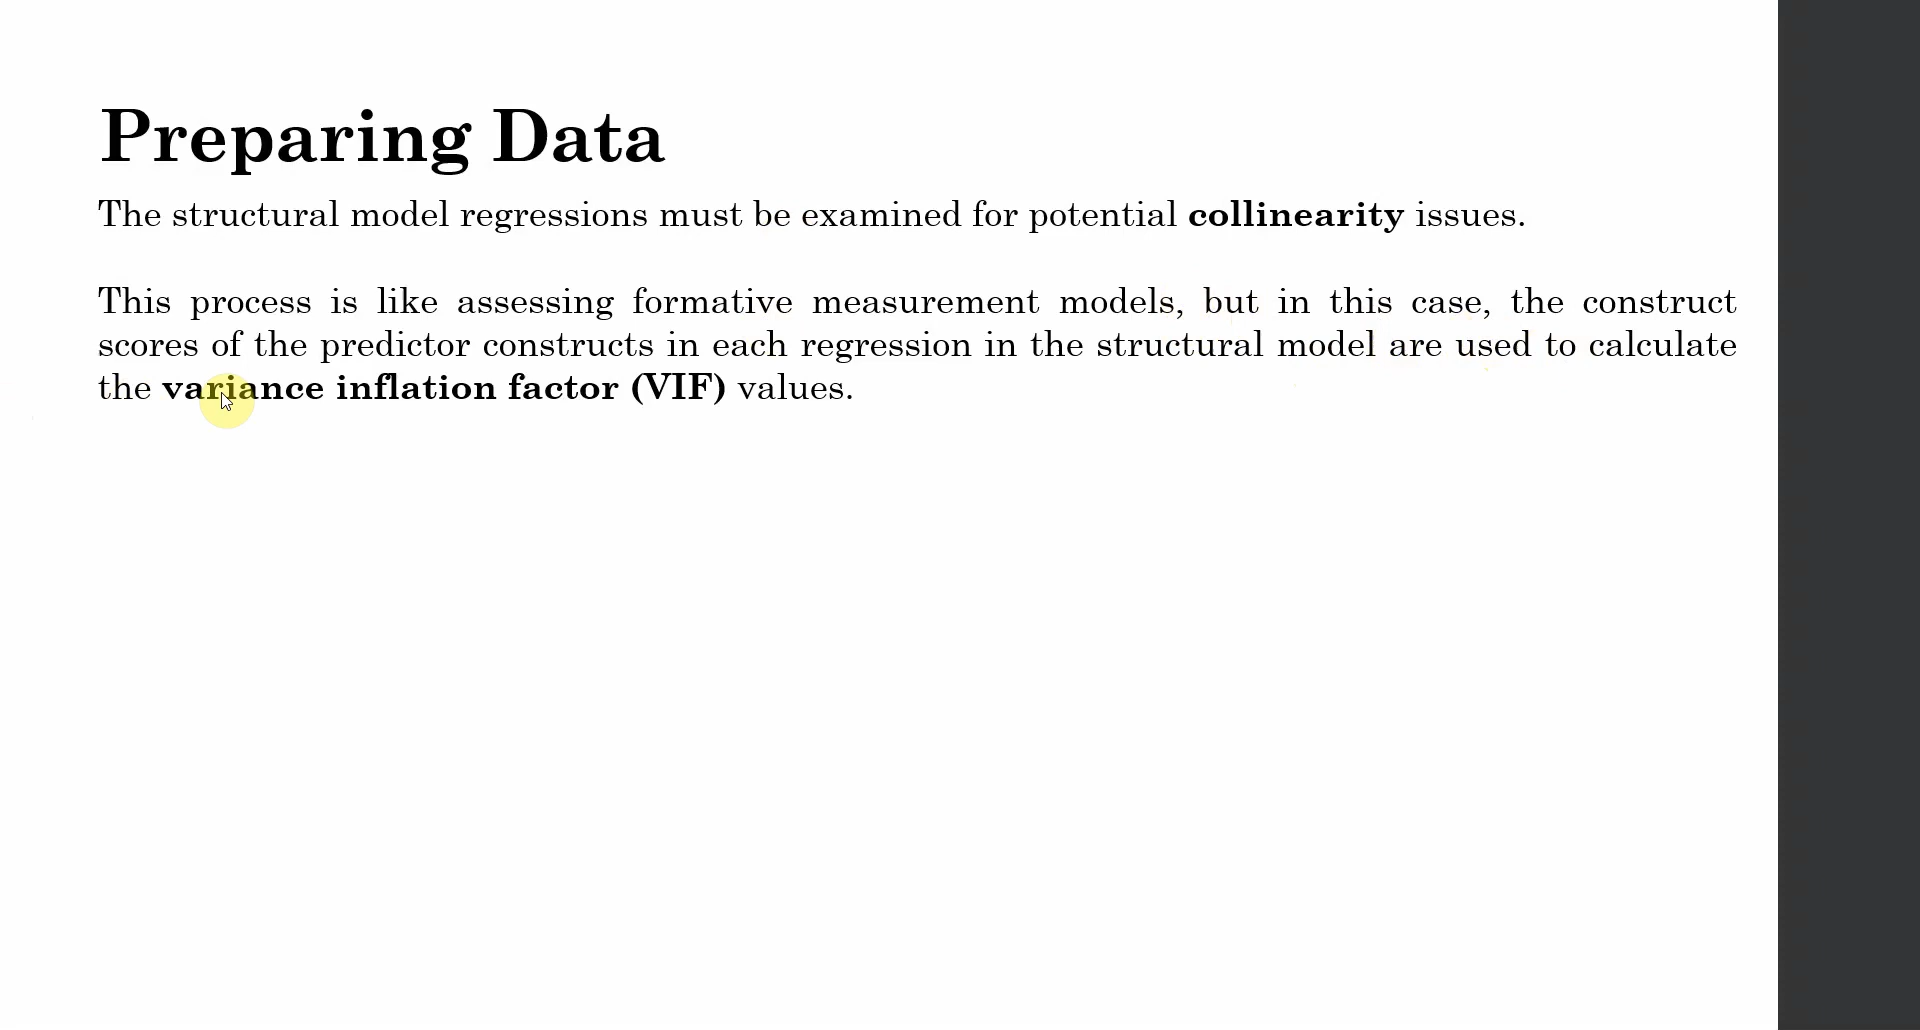 Preparing Data
The structural model regressions must be examined for potential collinearity issues.
This process is like assessing formative measurement models, but in this case, the construct
scores of the predictor constructs in each regression in the structural model are used to calculate
the variance inflation factor (VIF) values.